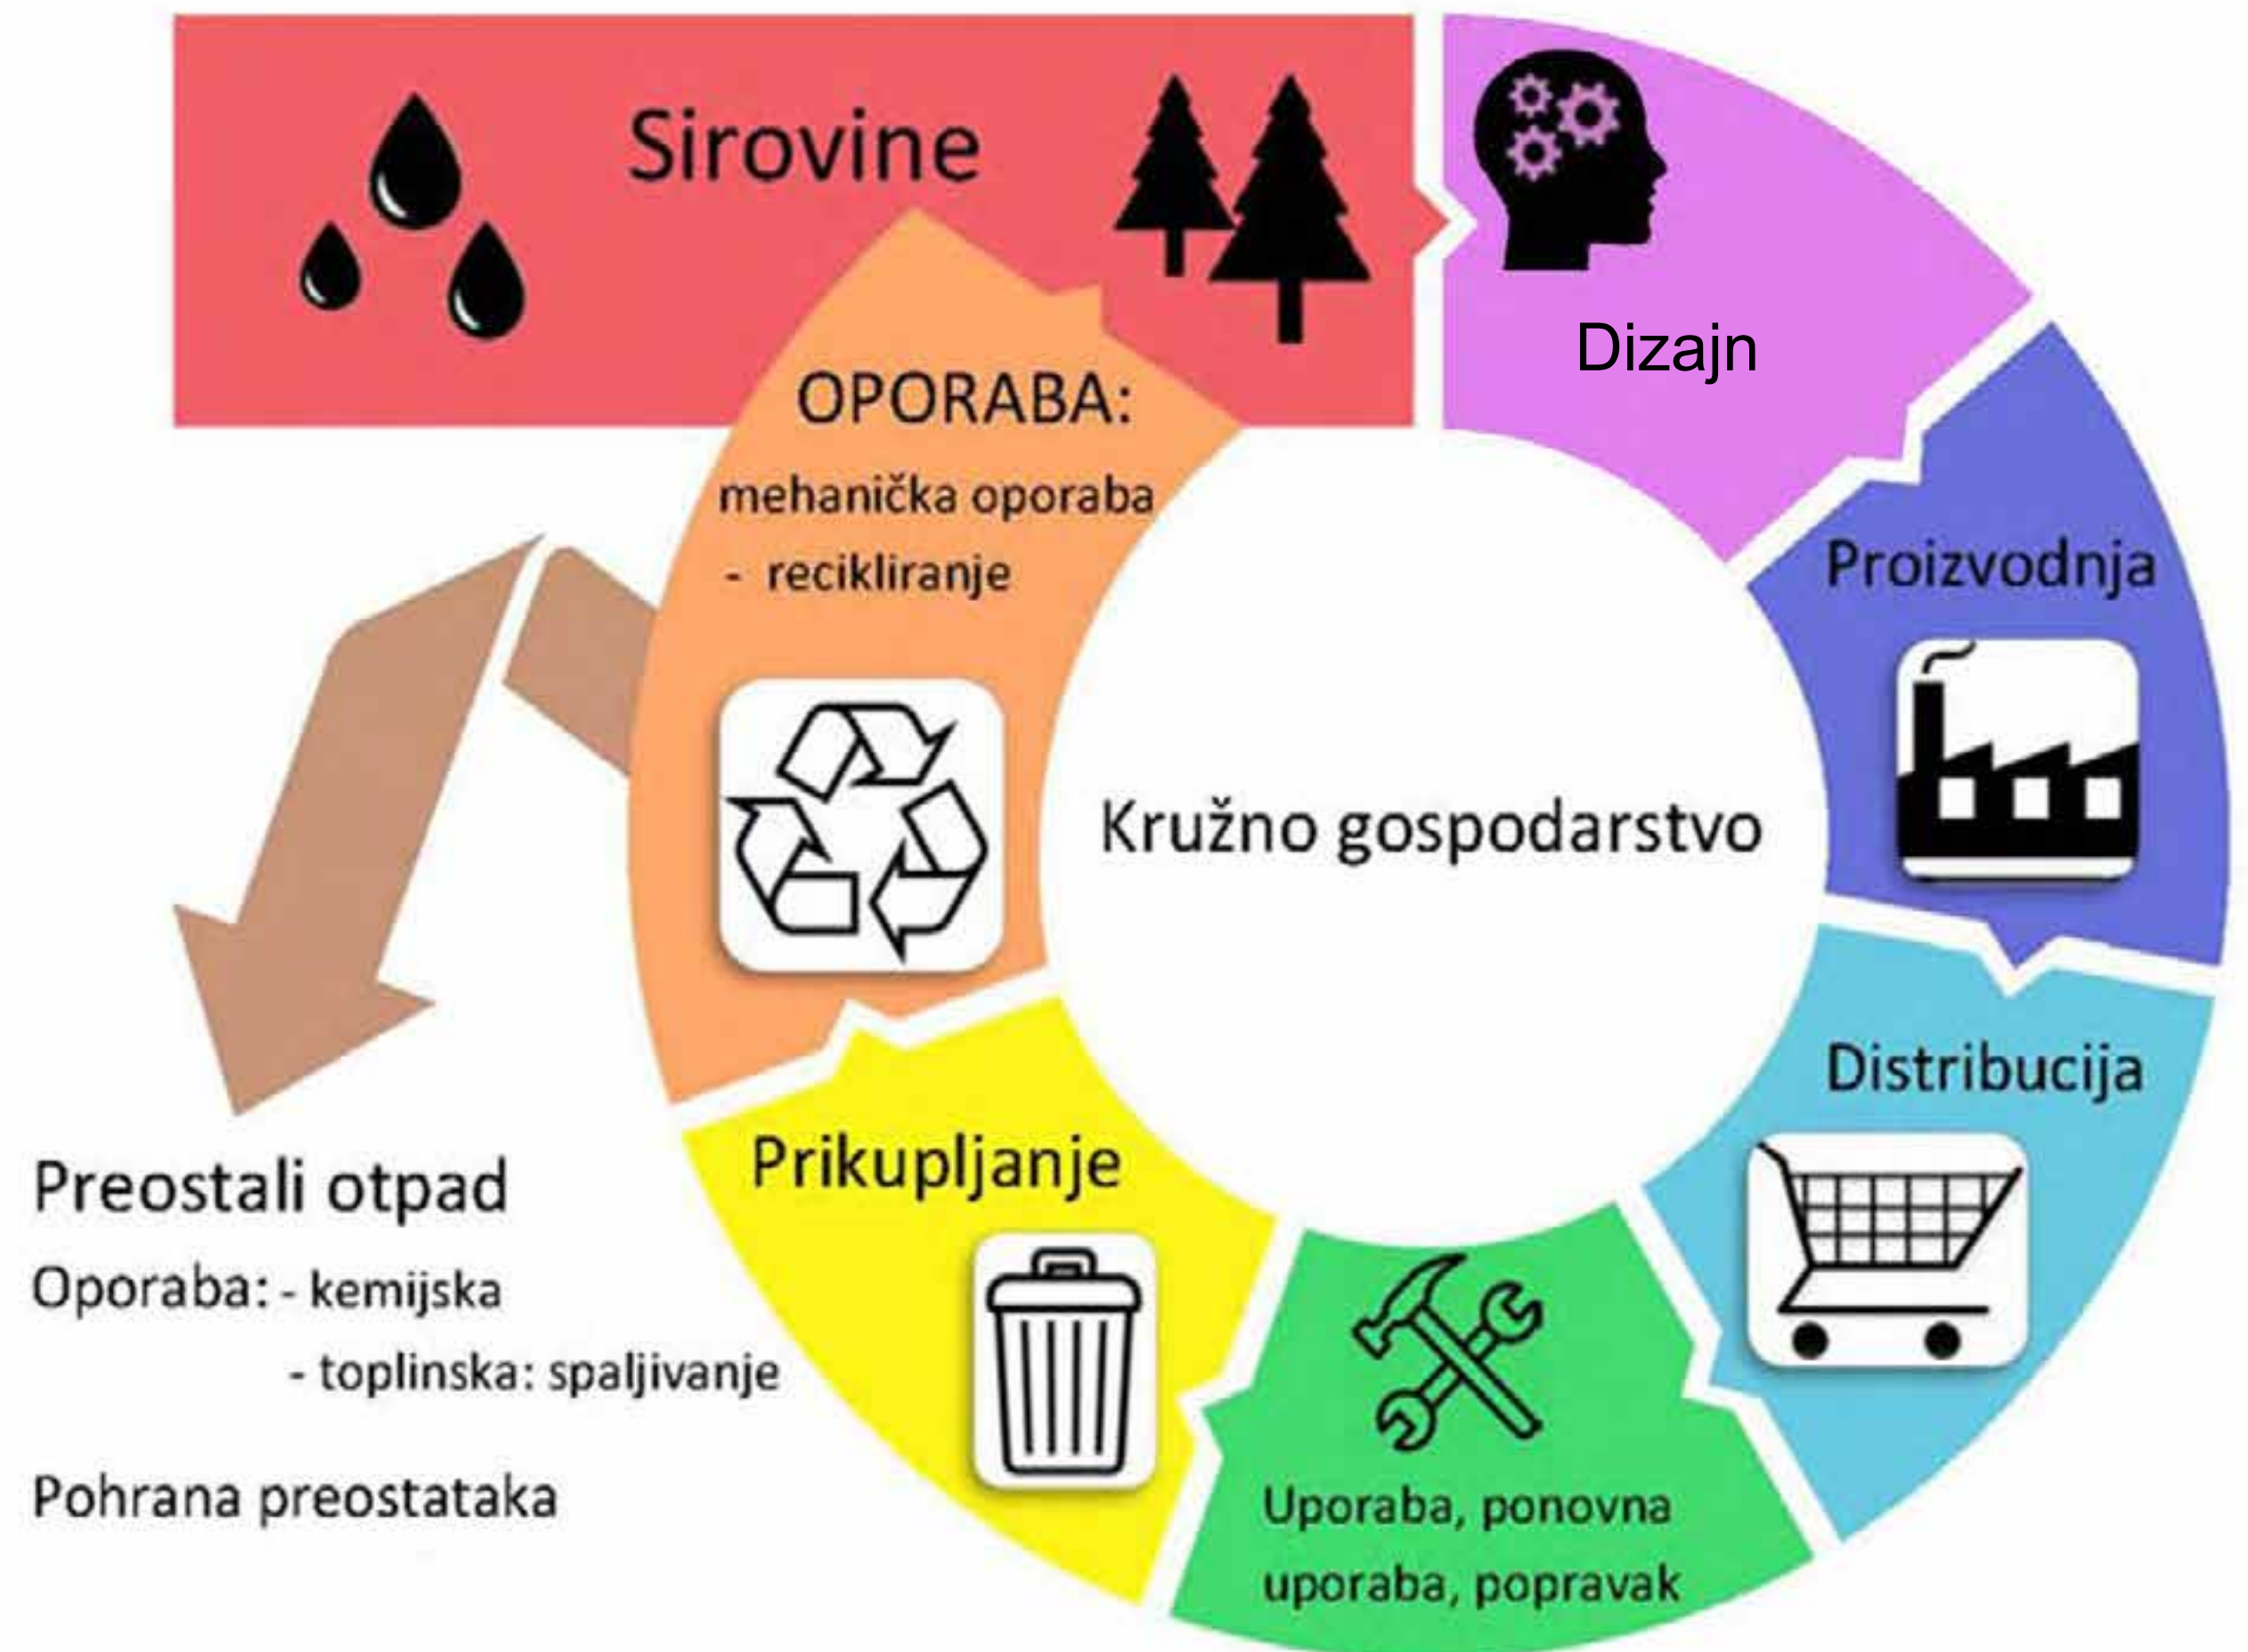 Sirovine
Dizajn
OPORABA:
mehanička oporaba
- recikliranje
Proizvodnja
Kružno gospodarstvo
Distribucija
Prikupljanje
Uporaba, ponovna
uporaba, popravak
Preostali otpad
Oporaba: - kemijska
- toplinska: spaljivanje
Pohrana preostataka